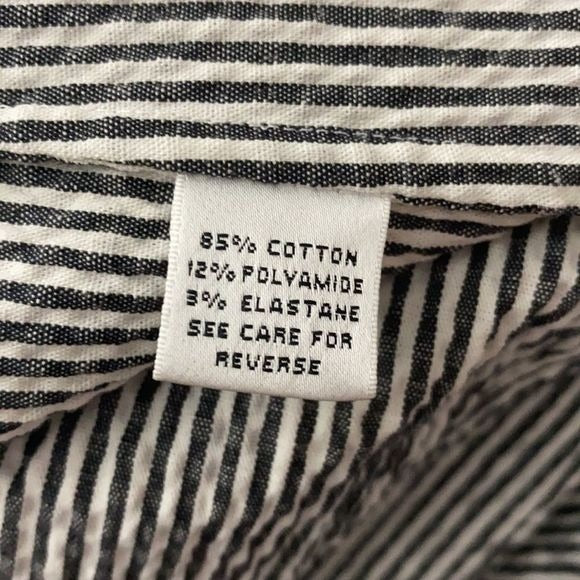 85% COTTON
12% POLYAMIDE
3% ELASTANE
SEE CARE FOR
REVERSE